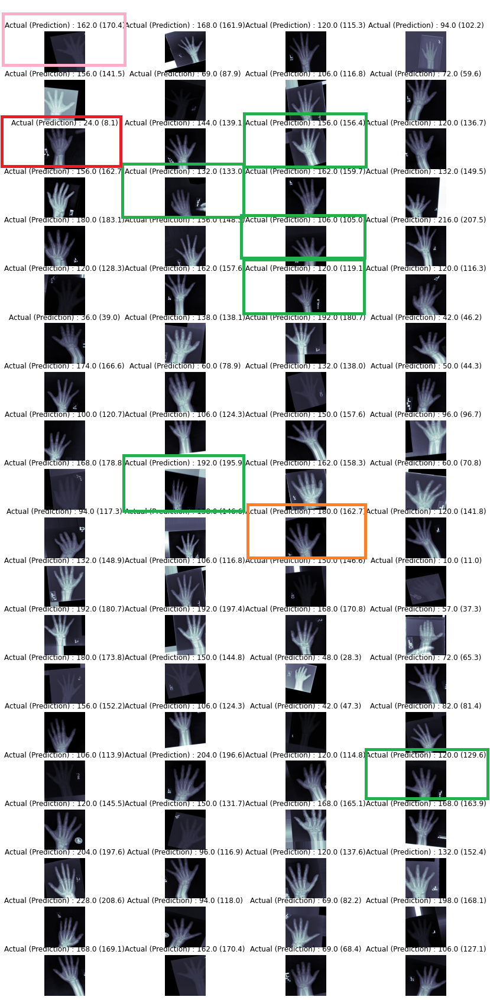 Actual (Prediction) : 162.0 (170.4) Actual (Prediction) : 168.0 (161.9) Actual (Prediction) : 120.0 (115.3) Actual (Prediction) : 94.0 (102.2)
Actual (Prediction) : 156.0 (141.5) Actual (Prediction) : 69.0 (87.9) Actual (Prediction) : 106.0 (116.8) Actual (Prediction) : 72.0 (59.6)
Actual (Prediction) : 24.0 (8.1) Actual (Prediction) : 144.0 (139.1 Actual (Prediction) : 156.0 (156.4) Actual (Prediction) : 120.0 (136.7)
Actual (Prediction) : 156.0 (162.7) Actual (Prediction) : 132.0 (133.0 Actual (Prediction) : 162.0 (159.7) Actual (Prediction) : 132.0 (149.5)
Actual (Prediction) : 180.0 (183.1) Actual (Prediction) : 156.0 (148.3) Actual (Prediction) : 106.0 (105.0) Actual (Prediction) : 216.0 (207.5)
Actual (Prediction) : 120.0 (128.3) Actual (Prediction) : 162.0 (157.6 Actual (Prediction) : 120.0 (119.1) Actual (Prediction) : 120.0 (116.3)
Actual (Prediction) : 36.0 (39.0) Actual (Prediction) : 138.0 (138.1) Actual (Prediction) : 192.0 (180.7) Actual (Prediction) : 42.0 (46.2)
Actual (Prediction) : 174.0 (166.6) Actual (Prediction) : 60.0 (78.9) Actual (Prediction) : 132.0 (138.0) Actual (Prediction) : 50.0 (44.3)
Actual (Prediction) : 100.0 (120.7) Actual (Prediction) : 106.0 (124.3) Actual (Prediction) : 150.0 (157.6) Actual (Prediction) : 96.0 (96.7)
Actual (Prediction) : 168.0 (178.8 Actual (Prediction) : 192.0 (195.9) Actual (Prediction) : 162.0 (158.3) Actual (Prediction) : 60.0 (70.8)
Actual (Prediction) : 94.0 (117.3) Actual (Prediction) : 138.0 (146.6) Actual (Prediction) : 180.0 (162.7) Actual (Prediction) : 120.0 (141.8)
Actual (Prediction) : 132.0 (148.9) Actual (Prediction) : 106.0 (116.8) Actual (Prediction) : 150.0 (146.6) Actual (Prediction) : 10.0 (11.0)
Actual (Prediction) : 192.0 (180.7) Actual (Prediction) : 192.0 (197.4) Actual (Prediction) : 168.0 (170.8) Actual (Prediction) : 57.0 (37.3)
Actual (Prediction) : 180.0 (173.8) Actual (Prediction) : 150.0 (144.8) Actual (Prediction) : 48.0 (28.3) Actual (Prediction) : 72.0 (65.3)
Actual (Prediction) : 156.0 (152.2) Actual (Prediction) : 106.0 (124.3) Actual (Prediction) : 42.0 (47.3) Actual (Prediction) : 82.0 (81.4)
Actual (Prediction) : 106.0 (113.9) Actual (Prediction) : 204.0 (196.6) Actual (Prediction) : 120.0 (114.8) Actual (Prediction) : 120.0 (129.6)
Actual (Prediction) : 120.0 (145.5) Actual (Prediction) : 150.0 (131.7) Actual (Prediction) : 168.0 (165.1) Actual (Prediction) : 168.0 (163.9)
Actual (Prediction) : 204.0 (197.6) Actual (Prediction) : 96.0 (116.9) Actual (Prediction) : 120.0 (137.6) Actual (Prediction) : 132.0 (152.4)
Actual (Prediction) : 228.0 (208.6) Actual (Prediction) : 94.0 (118.0) Actual (Prediction) : 69.0 (82.2) Actual (Prediction) : 198.0 (168.1)
Actual (Prediction) : 168.0 (169.1) Actual (Prediction) : 162.0 (170.4) Actual (Prediction) : 69.0 (68.4) Actual (Prediction) : 106.0 (127.1)